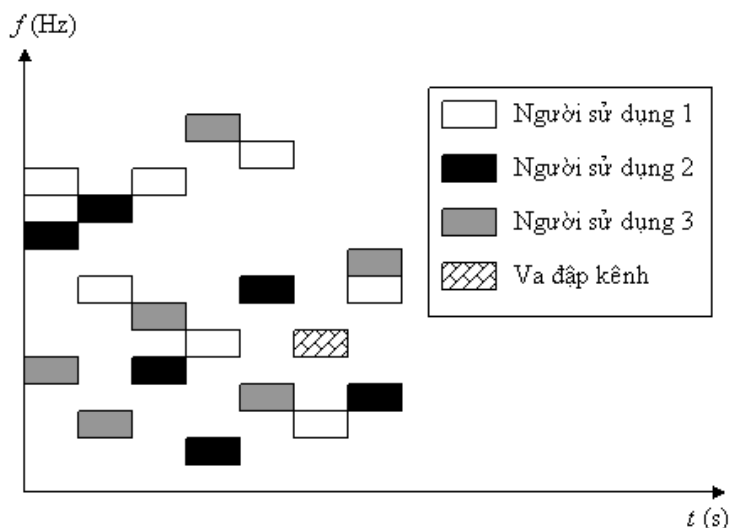 f (Hz)
Người sử dụng 1
Người sử dụng 2
Người sử dụng 3
Va đập kênh
t (s)